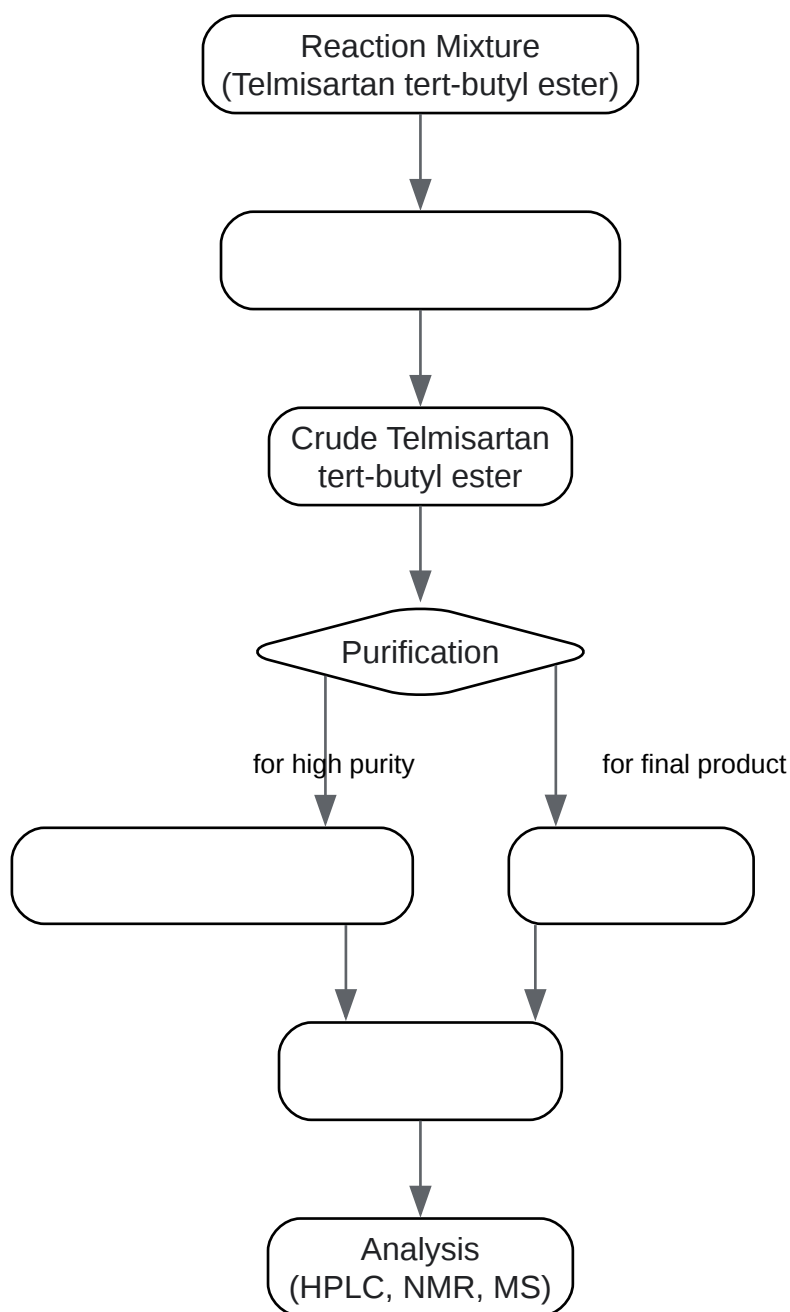 Reaction Mixture
(Telmisartan tert-butyl ester)
Crude Telmisartan
tert-butyl ester
Purification
for high purity
for final product
Analysis
(HPLC, NMR, MS)